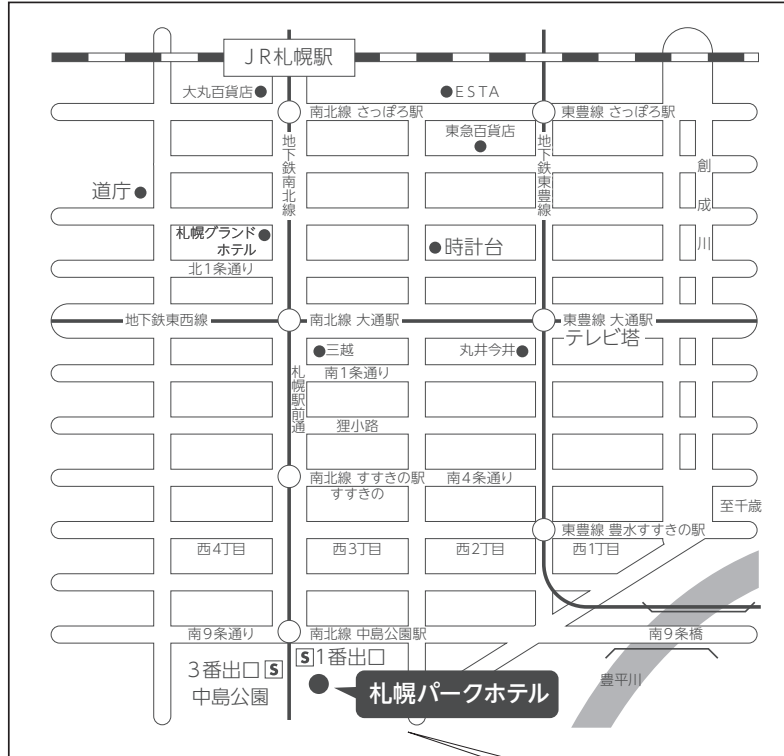 JR札幌駅
大丸百貨店
ESTA
南北線 さっぽろ駅
東豊線 さっぽろ駅
東急百貨店
地下鉄南北線
地下鉄東豊線
創成川
道庁
札幌グランド
ホテル
時計台
北1条通り
地下鉄東西線
南北線 大通駅
東豊線 大通駅
テレビ塔
三越
丸井今井
南1条通り
札幌駅前通
狸小路
南北線 すすきの駅
すすきの
南4条通り
至千歳
東豊線 豊水すすきの駅
西4丁目
西3丁目
西2丁目
西1丁目
南9条通り
南北線 中島公園駅
南9条橋
3番出口 S
S 1番出口
中島公園
札幌パークホテル
豊平川